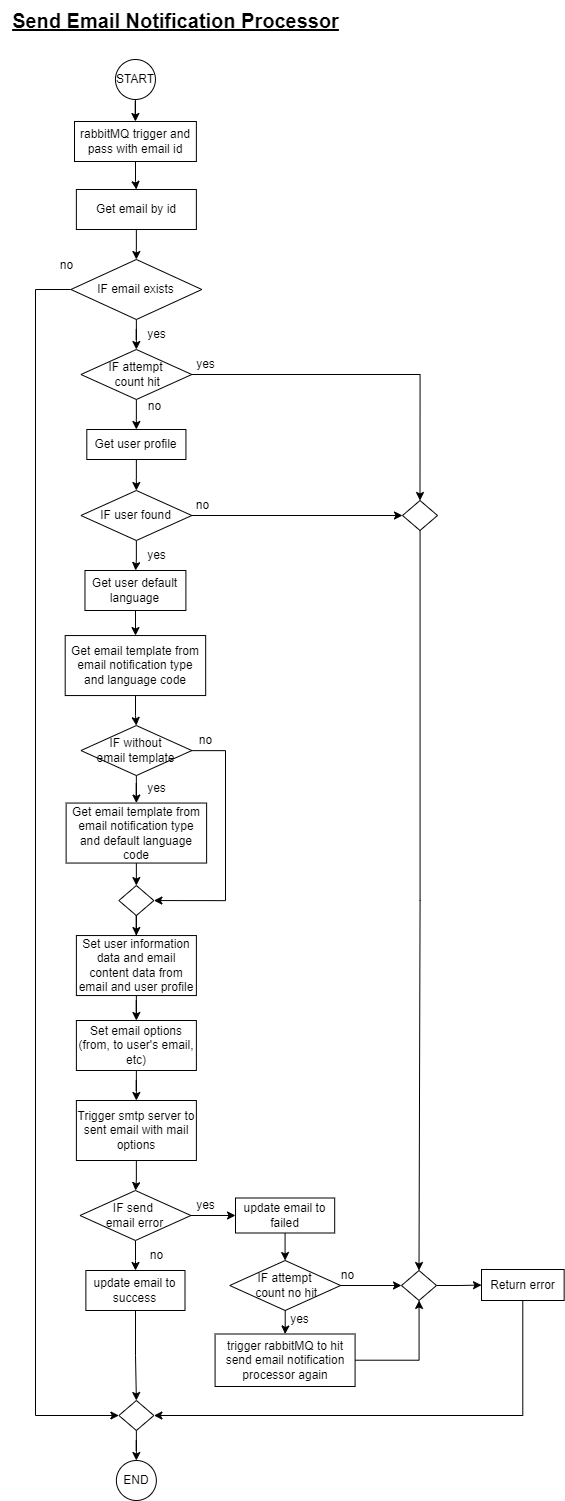 Send Email Notification Processor
START
rabbitMQ trigger and
pass with email id
Get email by id
no
IF email exists
yes
IF attempt
count hit
yes
no
Get user profile
IF user found
no
yes
Get user default
language
Get email template from
email notification type
and language code
IF without
email template
no
yes
Get email template from
email notification type
and default language
code
Set user information
data and email
content data from
email and user profile
Set email options
(from, to user's email,
etc)
Trigger smtp server to
sent email with mail
options
IF send
email error
yes
update email to
failed
no
update email to
success
IF attempt
count no hit
no
Return error
yes
trigger rabbitMQ to hit
send email notification
processor again
END